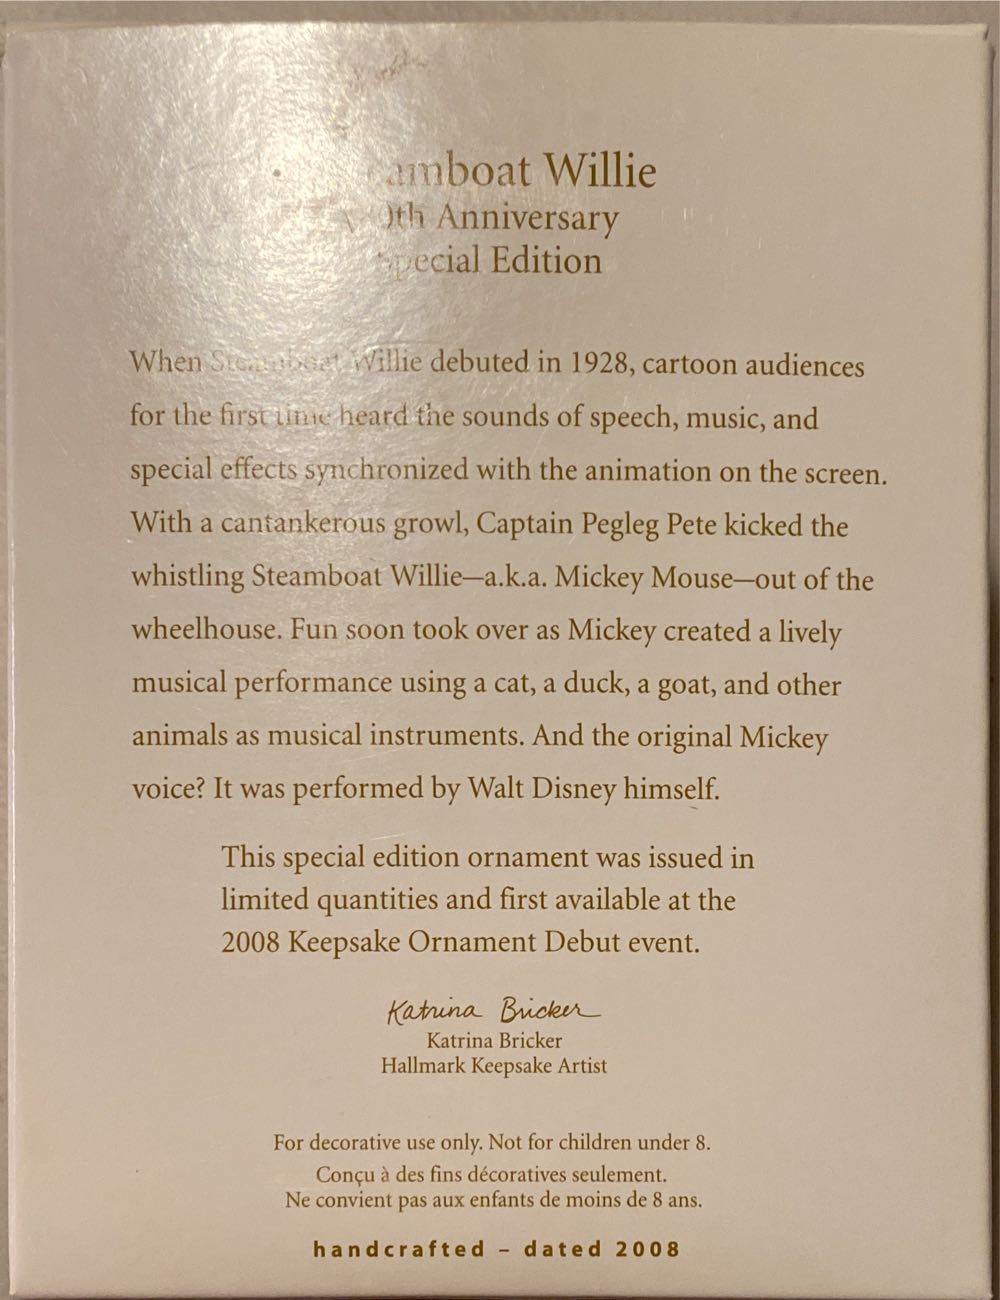 amboat Willie
0th Anniversary
Special Edition
When Steamboat Willie debuted in 1928, cartoon audiences
for the first time heard the sounds of speech, music, and
special effects synchronized with the animation on the screen.
With a cantankerous growl, Captain Pegleg Pete kicked the
whistling Steamboat Willie—a.k.a. Mickey Mouse—out of the
wheelhouse. Fun soon took over as Mickey created a lively
musical performance using a cat, a duck, a goat, and other
animals as musical instruments. And the original Mickey
voice? It was performed by Walt Disney himself.
This special edition ornament was issued in
limited quantities and first available at the
2008 Keepsake Ornament Debut event.
Katrina Bricker
Katrina Bricker
Hallmark Keepsake Artist
For decorative use only. Not for children under 8.
Conçu à des fins décoratives seulement.
Ne convient pas aux enfants de moins de 8 ans.
handcrafted – dated 2008